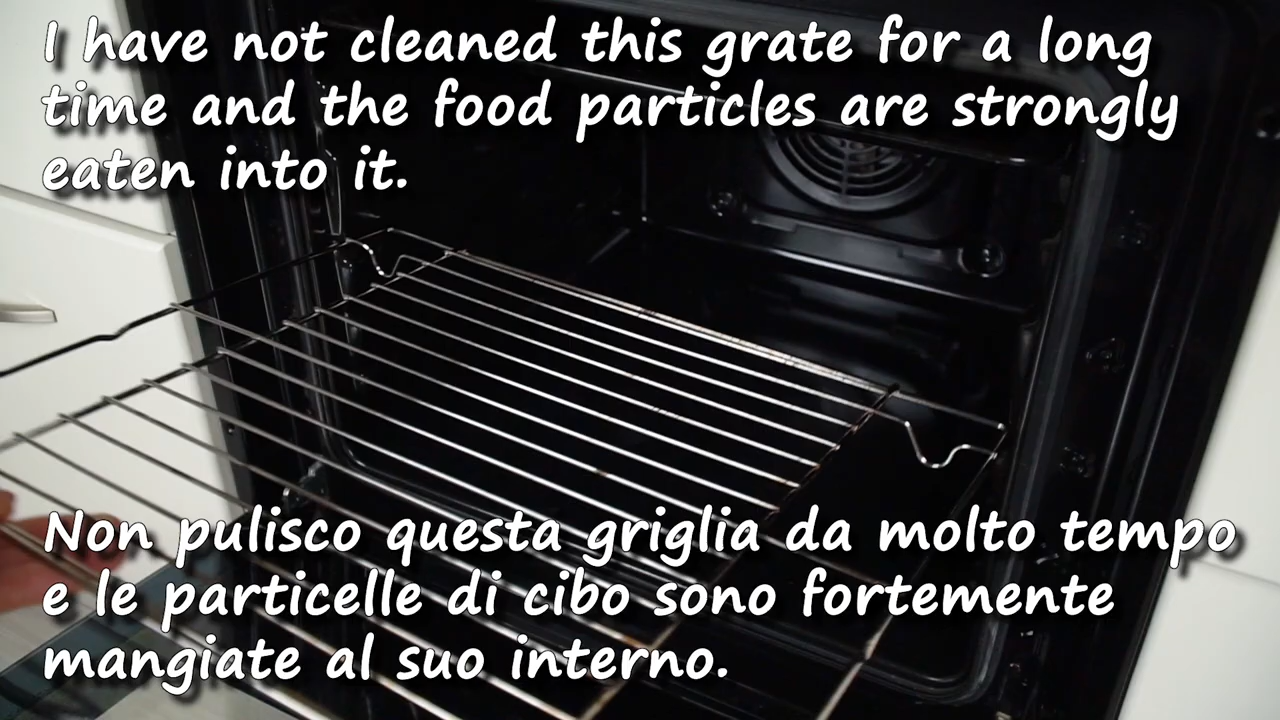 I have not cleaned this grate for a long
time and the food particles are strongly
eaten into it.
Non pulisco questa griglia da molto tempo
e le particelle di cibo sono fortemente
mangiate al suo interno.